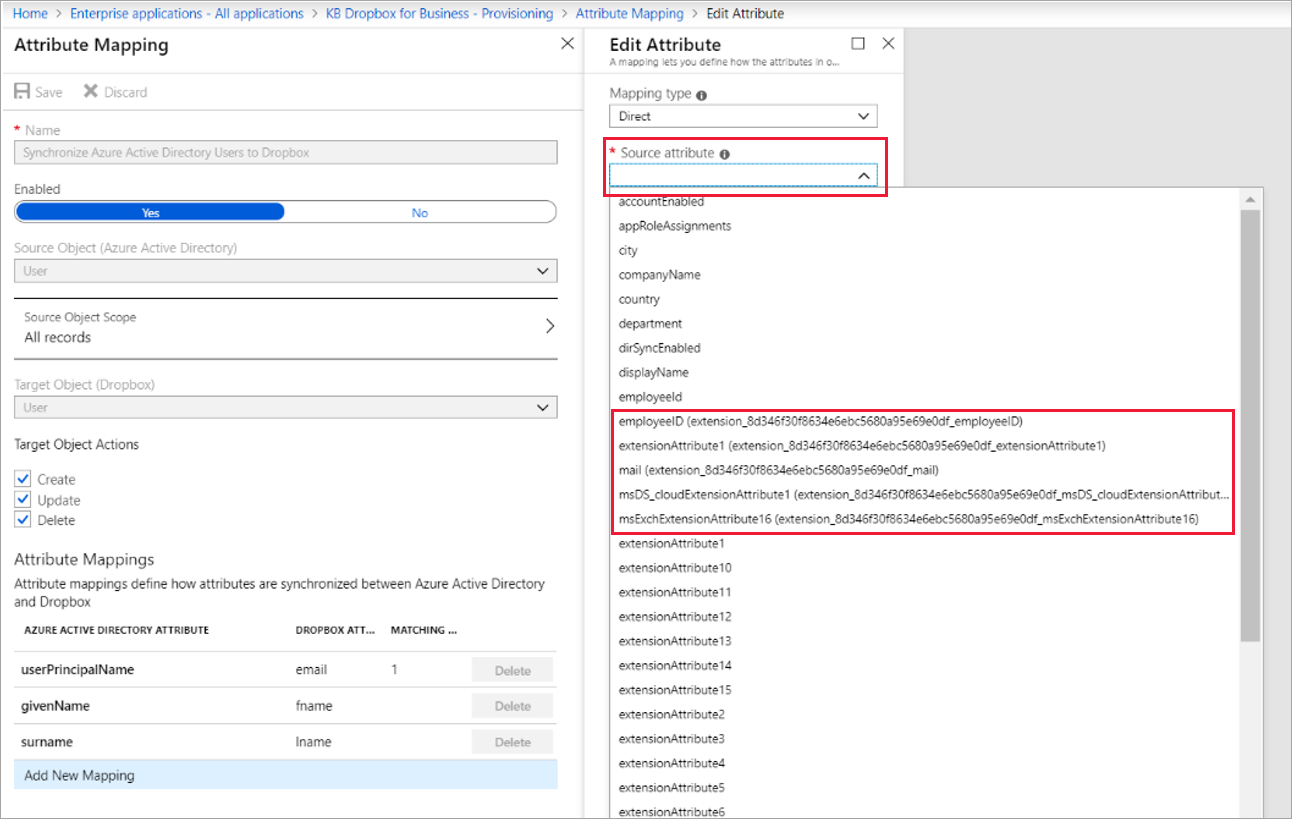 Home > Enterprise applications - All applications > KB Dropbox for Business - Provisioning > Attribute Mapping > Edit Attribute
Attribute Mapping
Save Discard
* Name
Synchronize Azure Active Directory Users to Dropbox
Enabled
Yes No
Source Object (Azure Active Directory)
User
Source Object Scope
All records
Target Object (Dropbox)
User
Target Object Actions
Create
Update
Delete
Attribute Mappings
Attribute mappings define how attributes are synchronized between Azure Active Directory
and Dropbox
AZURE ACTIVE DIRECTORY ATTRIBUTE DROPBOX ATT... MATCHING ...
userPrincipalName email 1 Delete
givenName fname Delete
surname lname Delete
Add New Mapping
Edit Attribute
A mapping lets you define how the attributes in o...
Mapping type
Direct
* Source attribute
accountEnabled
appRoleAssignments
city
companyName
country
department
dirSyncEnabled
displayName
employeeId
employeeID (extension_8d346f30f8634e6ebc5680a95e69e0df_employeeID)
extensionAttribute1 (extension_8d346f30f8634e6ebc5680a95e69e0df_extensionAttribute1)
mail (extension_8d346f30f8634e6ebc5680a95e69e0df_mail)
msDS_cloudExtensionAttribute1 (extension_8d346f30f8634e6ebc5680a95e69e0df_msDS_cloudExtensionAttribut...
msExchExtensionAttribute16 (extension_8d346f30f8634e6ebc5680a95e69e0df_msExchExtensionAttribute16)
extensionAttribute1
extensionAttribute10
extensionAttribute11
extensionAttribute12
extensionAttribute13
extensionAttribute14
extensionAttribute15
extensionAttribute2
extensionAttribute3
extensionAttribute4
extensionAttribute5
extensionAttribute6